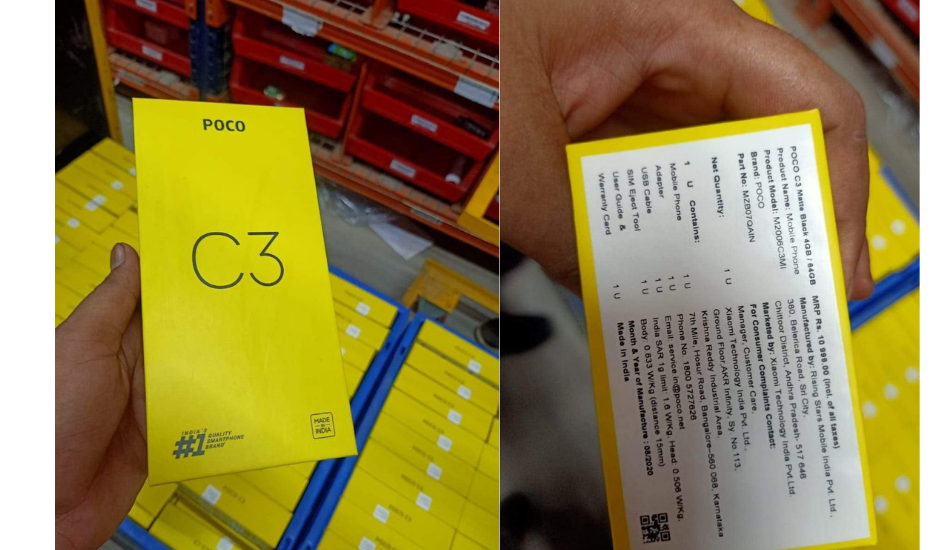 POCO
C3
INDIA'S
#1 QUALITY
SMARTPHONE
BRAND
MADE
IN
INDIA
POCO C3 Matte Black 4GB / 64GB
Product Name: Mobile Phone
Product Model: M2006C3MI
Brand: POCO
Part No: MZB07QAIN
Net Quantity: 1 U
1 U Contains:
Mobile Phone 1 U
Adapter 1 U
USB Cable 1 U
SIM Eject Tool 1 U
User Guide &
Warranty Card 1 U
MRP Rs. 10 999.00 (incl. of all taxes)
Manufactured by: Rising Stars Mobile India Pvt. Ltd.,
380, Belerica Road, Sri City,
Chittoor District, Andhra Pradesh- 517 646
Marketed by: Xiaomi Technology India Pvt. Ltd.
For Consumer Complaints Contact:
Manager, Customer Care,
Xiaomi Technology India Pvt. Ltd.,
Ground Floor, AKR Infinity, Sy. No 113,
Krishna Reddy Industrial Area,
7th Mile, Hosur Road, Bangalore-560 068, Karnataka
Phone No. 1800 5727626
Email: service.in@poco.net
India SAR 1g limit: 1.6 W/Kg, Head: 0.506 W/Kg,
Body: 0.833 W/Kg (distance 15mm)
Month & Year of Manufacture: 08/2020
Made in India